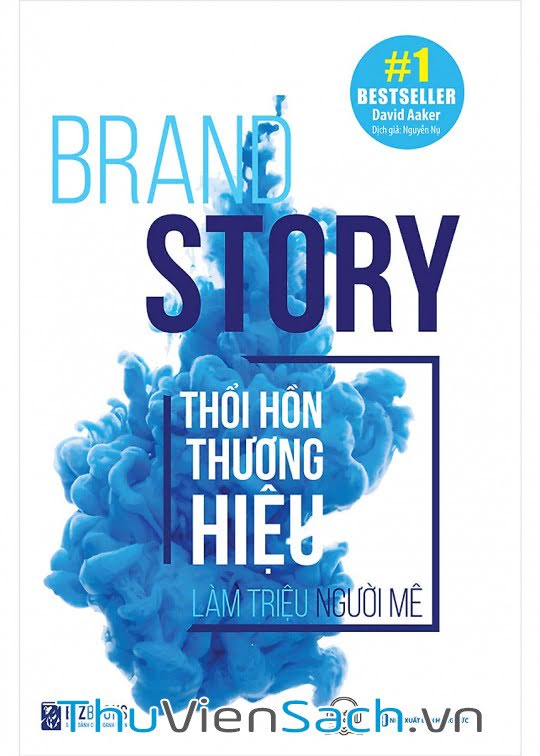 #1
BESTSELLER
David Aaker
Dịch giả: Nguyễn Nụ
BRAND
STORY
THỔI HỒN
THƯƠNG
HIỆU
LÀM TRIỆU NGƯỜI MÊ
ThuVienSach.vn